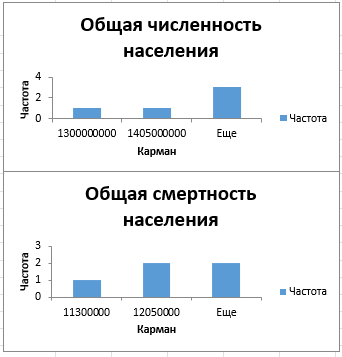 Общая численность
населения
4
2
0
Частота
1300000000 1405000000 Еще
Карман
Частота
Общая смертность
населения
3
2
1
0
Частота
11300000 12050000 Еще
Карман
Частота